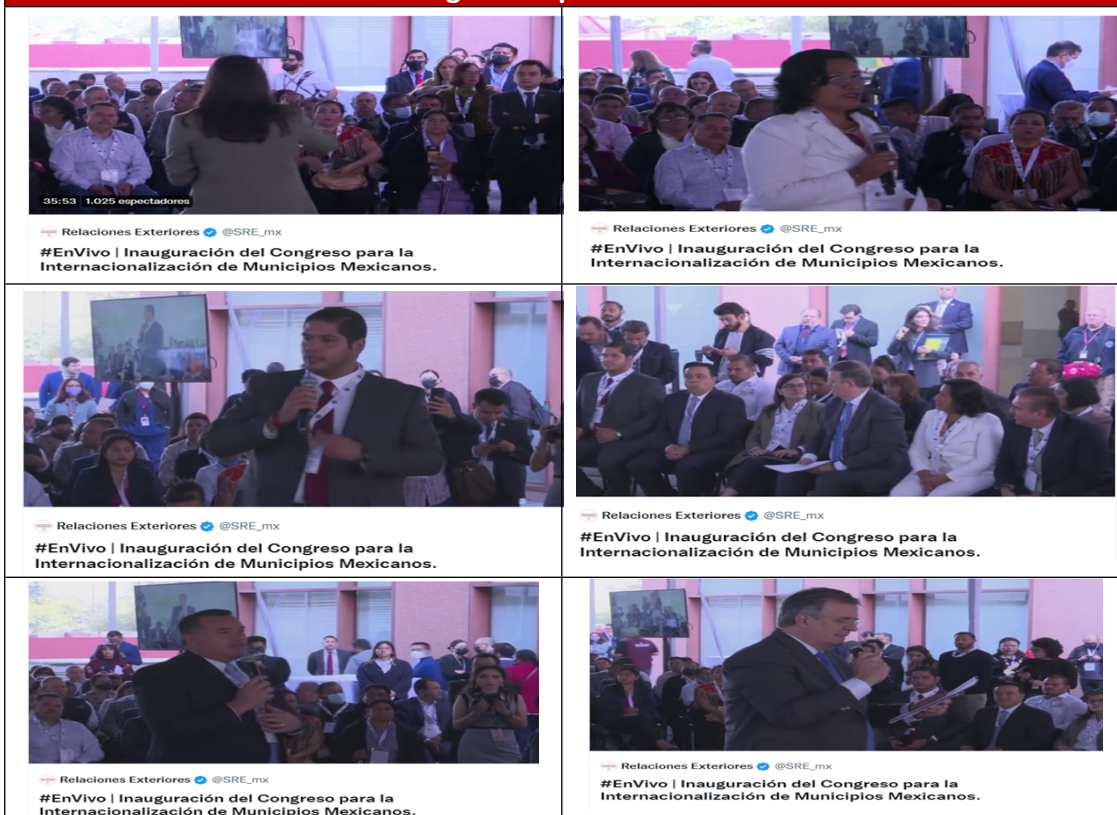 35:53 1.025 espectadores
Relaciones Exteriores @SRE_mx
#EnVivo | Inauguración del Congreso para la
Internacionalización de Municipios Mexicanos.
Relaciones Exteriores @SRE_mx
#EnVivo | Inauguración del Congreso para la
Internacionalización de Municipios Mexicanos.
Relaciones Exteriores @SRE_mx
#EnVivo | Inauguración del Congreso para la
Internacionalización de Municipios Mexicanos.
Relaciones Exteriores @SRE_mx
#EnVivo | Inauguración del Congreso para la
Internacionalización de Municipios Mexicanos.
Relaciones Exteriores @SRE_mx
#EnVivo | Inauguración del Congreso para la
Internacionalización de Municipios Mexicanos.
Relaciones Exteriores @SRE_mx
#EnVivo | Inauguración del Congreso para la
Internacionalización de Municipios Mexicanos.